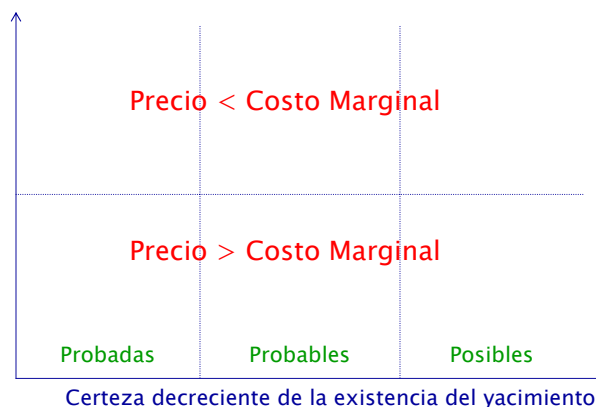 Precio < Costo Marginal
Precio > Costo Marginal
Probadas Probables Posibles
Certeza decreciente de la existencia del yacimiento